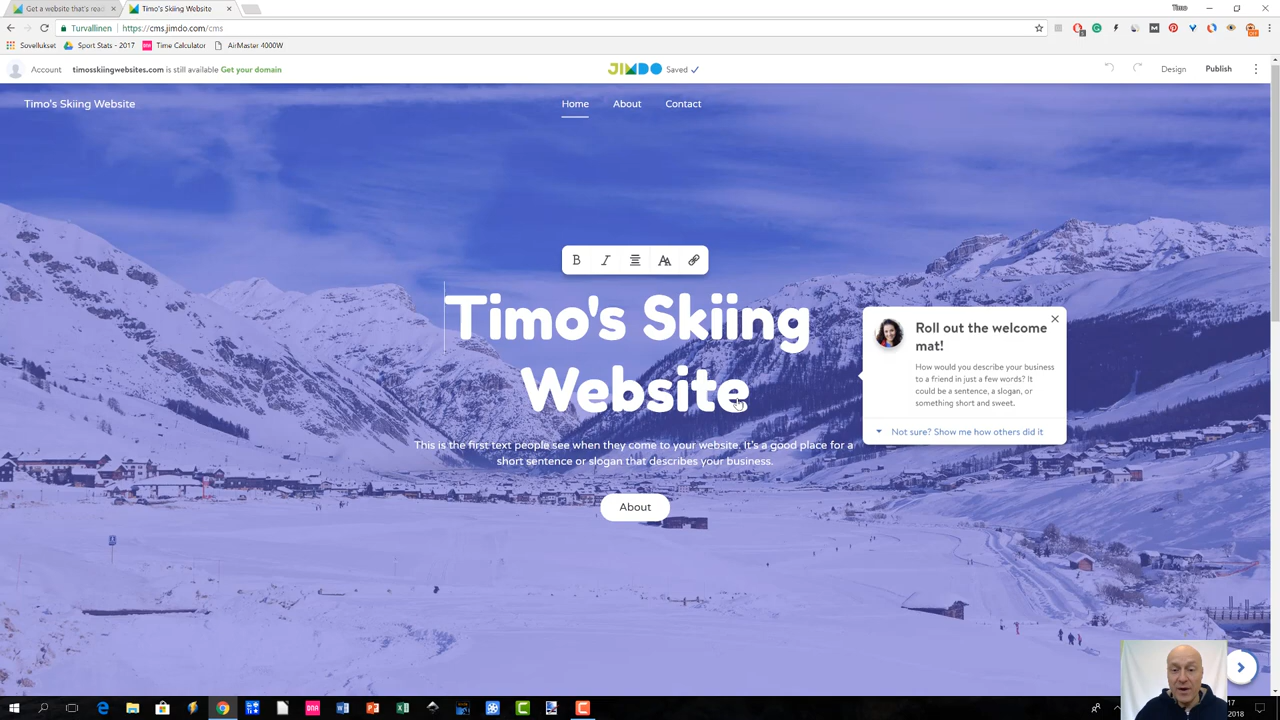 Get a website that's read
Timo's Skiing Website
Timo
Turvallinen
https://cms.jimdo.com/cms
Sovellukset
Sport Stats - 2017
Time Calculator
AirMaster 4000W
Account
timosskiingwebsites.com is still available Get your domain
JIMDO
Saved
Design
Publish
Timo's Skiing Website
Home
About
Contact
B I
Timo's Skiing
Website
This is the first text people see when they come to your website. It's a good place for a
short sentence or slogan that describes your business.
About
Roll out the welcome
mat!
How would you describe your business
to a friend in just a few words? It
could be a sentence, a slogan, or
something short and sweet.
Not sure? Show me how others did it